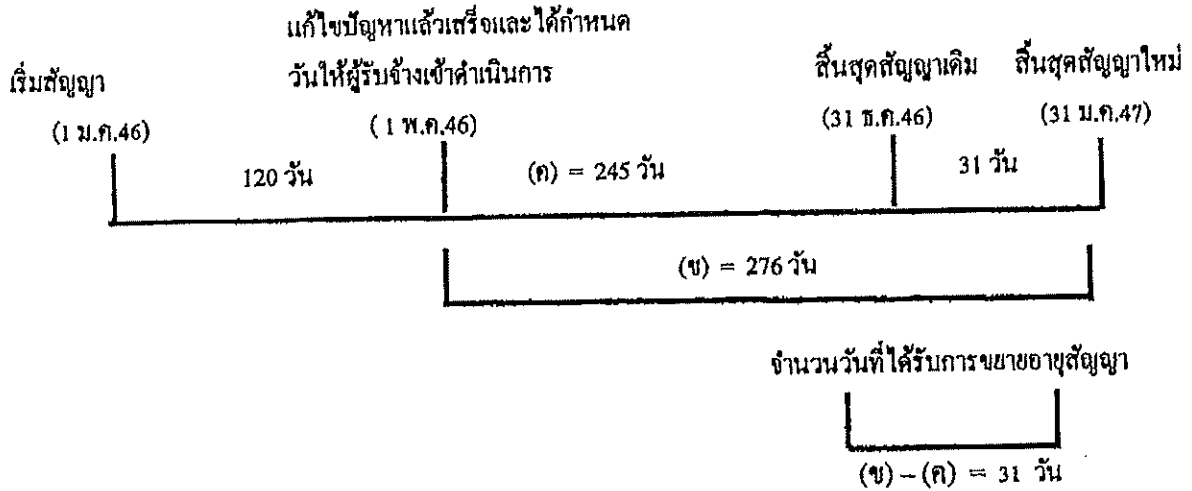 แก้ไขปัญหาแล้วเสร็จและได้กำหนด
วันให้ผู้รับจ้างเข้าดำเนินการ
เริ่มสัญญา
สิ้นสุดสัญญาเดิม
สิ้นสุดสัญญาใหม่
(1 ม.ค.46)
( 1 พ.ค.46)
(31 ธ.ค.46)
(31 ม.ค.47)
120 วัน
(ค) = 245 วัน
31 วัน
(ข) = 276 วัน
จำนวนวันที่ได้รับการขยายอายุสัญญา
(ข) – (ค) = 31 วัน